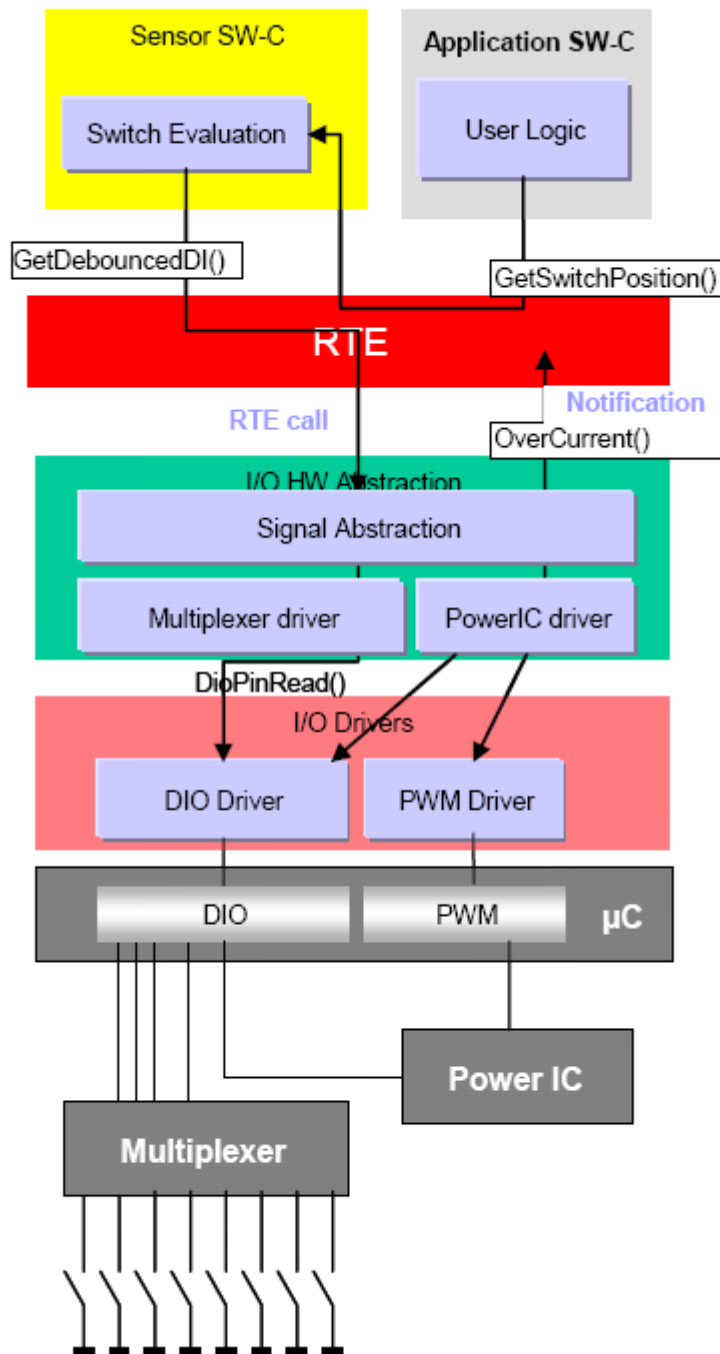 Sensor SW-C
Application SW-C
Switch Evaluation
User Logic
GetDebouncedDI()
GetSwitchPosition()
RTE
RTE call
Notification
OverCurrent()
I/O HW Abstraction
Signal Abstraction
Multiplexer driver
PowerIC driver
DioPinRead()
I/O Drivers
DIO Driver
PWM Driver
DIO
PWM
µC
Power IC
Multiplexer